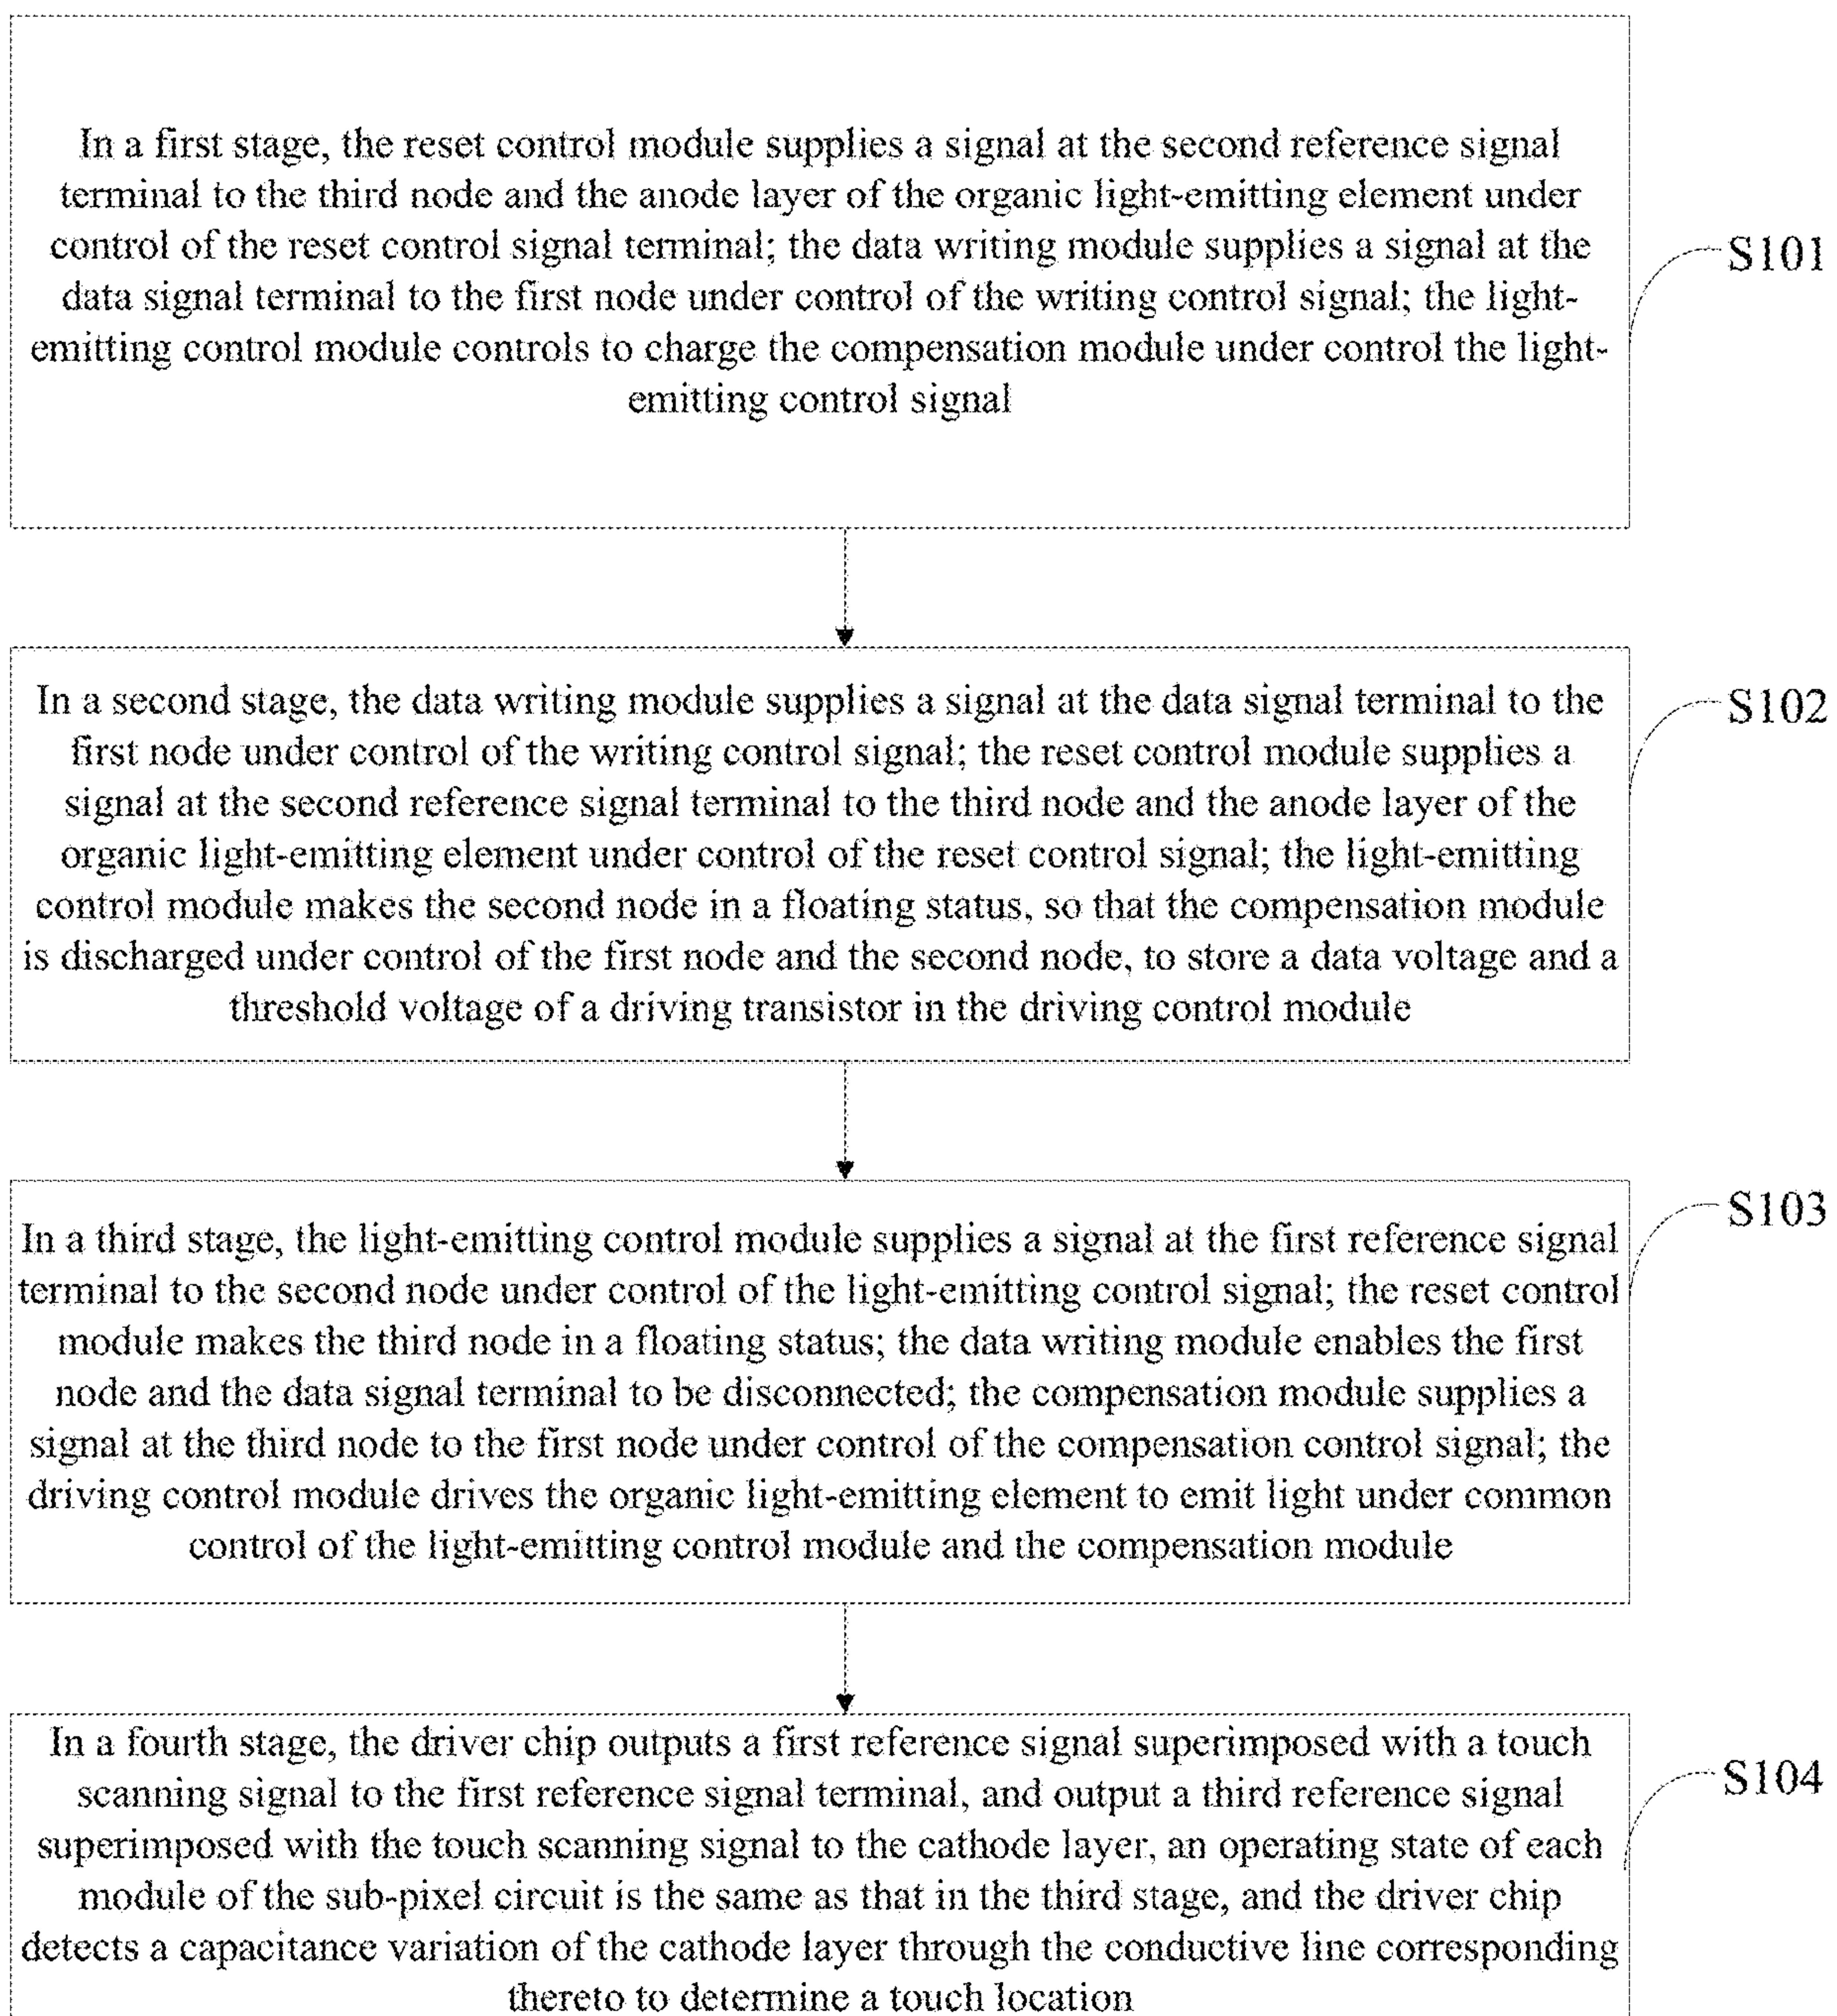 In a first stage, the reset control module supplies a signal at the second reference signal
terminal to the third node and the anode layer of the organic light-emitting element under
control of the reset control signal terminal; the data writing module supplies a signal at the
data signal terminal to the first node under control of the writing control signal; the light-
emitting control module controls to charge the compensation module under control the light-
emitting control signal
S101
In a second stage, the data writing module supplies a signal at the data signal terminal to the
first node under control of the writing control signal; the reset control module supplies a
signal at the second reference signal terminal to the third node and the anode layer of the
organic light-emitting element under control of the reset control signal; the light-emitting
control module makes the second node in a floating status, so that the compensation module
is discharged under control of the first node and the second node, to store a data voltage and a
threshold voltage of a driving transistor in the driving control module
S102
In a third stage, the light-emitting control module supplies a signal at the first reference signal
terminal to the second node under control of the light-emitting control signal; the reset control
module makes the third node in a floating status; the data writing module enables the first
node and the data signal terminal to be disconnected; the compensation module supplies a
signal at the third node to the first node under control of the compensation control signal; the
driving control module drives the organic light-emitting element to emit light under common
control of the light-emitting control module and the compensation module
S103
In a fourth stage, the driver chip outputs a first reference signal superimposed with a touch
scanning signal to the first reference signal terminal, and output a third reference signal
superimposed with the touch scanning signal to the cathode layer, an operating state of each
module of the sub-pixel circuit is the same as that in the third stage, and the driver chip
detects a capacitance variation of the cathode layer through the conductive line corresponding
thereto to determine a touch location
S104